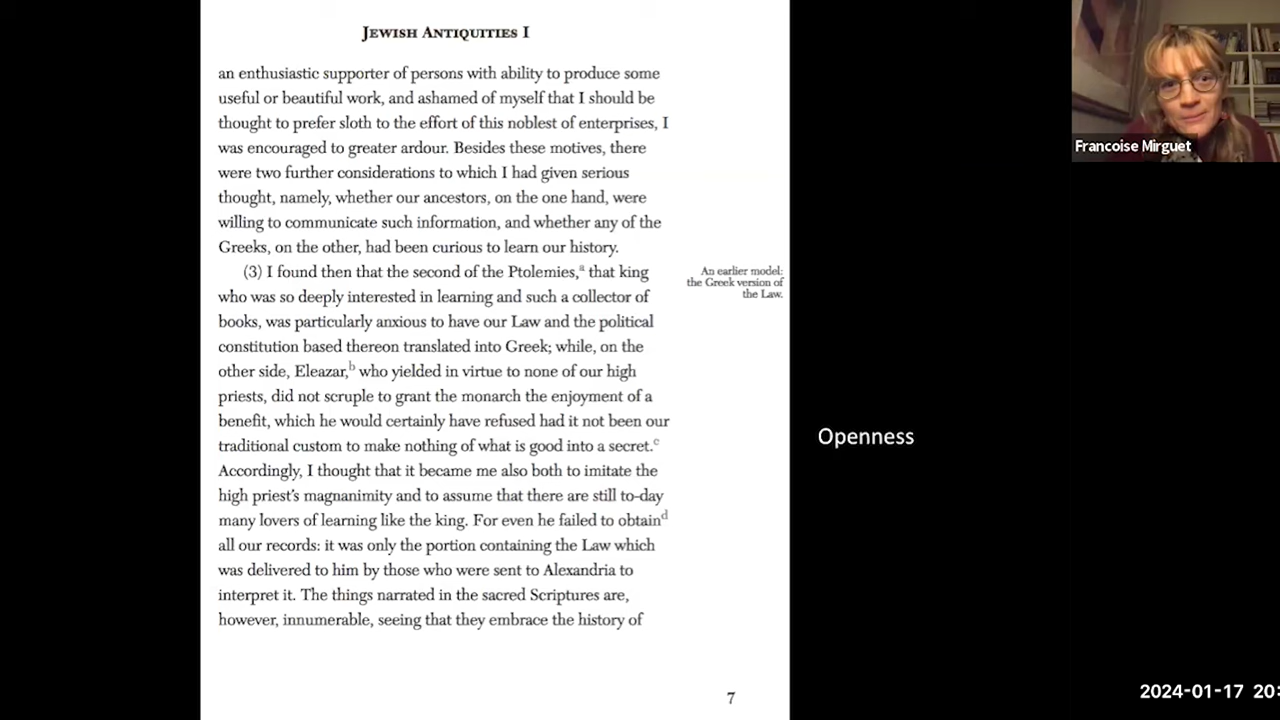 JEWISH ANTIQUITIES I
an enthusiastic supporter of persons with ability to produce some
useful or beautiful work, and ashamed of myself that I should be
thought to prefer sloth to the effort of this noblest of enterprises, I
was encouraged to greater ardour. Besides these motives, there
were two further considerations to which I had given serious
thought, namely, whether our ancestors, on the one hand, were
willing to communicate such information, and whether any of the
Greeks, on the other, had been curious to learn our history.
(3) I found then that the second of the Ptolemies,a that king
who was so deeply interested in learning and such a collector of
books, was particularly anxious to have our Law and the political
constitution based thereon translated into Greek; while, on the
other side, Eleazar,b who yielded in virtue to none of our high
priests, did not scruple to grant the monarch the enjoyment of a
benefit, which he would certainly have refused had it not been our
traditional custom to make nothing of what is good into a secret.c
Accordingly, I thought that it became me also both to imitate the
high priest's magnanimity and to assume that there are still to-day
many lovers of learning like the king. For even he failed to obtaind
all our records: it was only the portion containing the Law which
was delivered to him by those who were sent to Alexandria to
interpret it. The things narrated in the sacred Scriptures are,
however, innumerable, seeing that they embrace the history of
7
An earlier model:
the Greek version of
the Law.
Openness
Francoise Mirguet
2024-01-17 20: